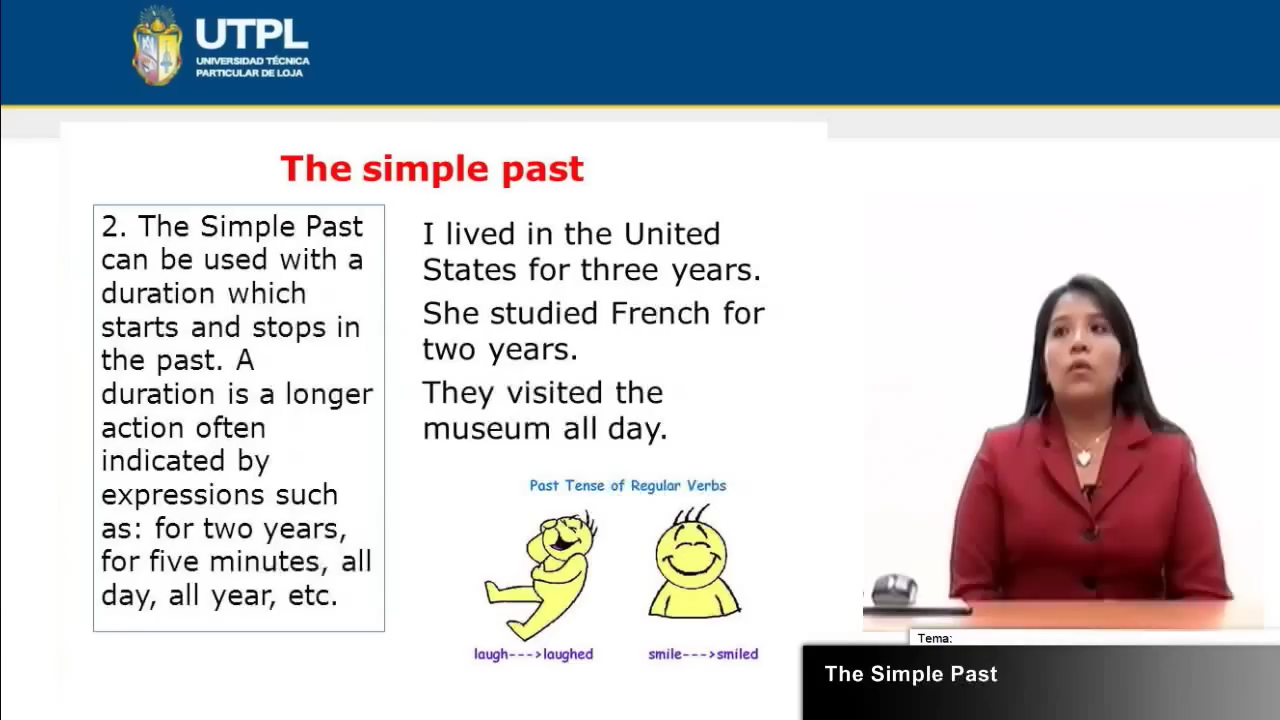 UTPL
UNIVERSIDAD TÉCNICA
PARTICULAR DE LOJA
The simple past
2. The Simple Past
can be used with a
duration which
starts and stops in
the past. A
duration is a longer
action often
indicated by
expressions such
as: for two years,
for five minutes, all
day, all year, etc.
I lived in the United
States for three years.
She studied French for
two years.
They visited the
museum all day.
Past Tense of Regular Verbs
laugh--->laughed
smile--->smiled
Tema:
The Simple Past